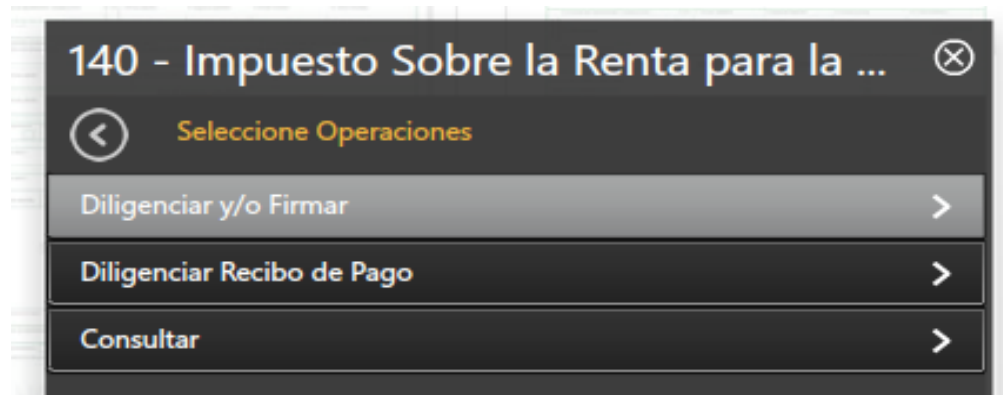 140 - Impuesto Sobre la Renta para la ...
Seleccione Operaciones
Diligenciar y/o Firmar
Diligenciar Recibo de Pago
Consultar